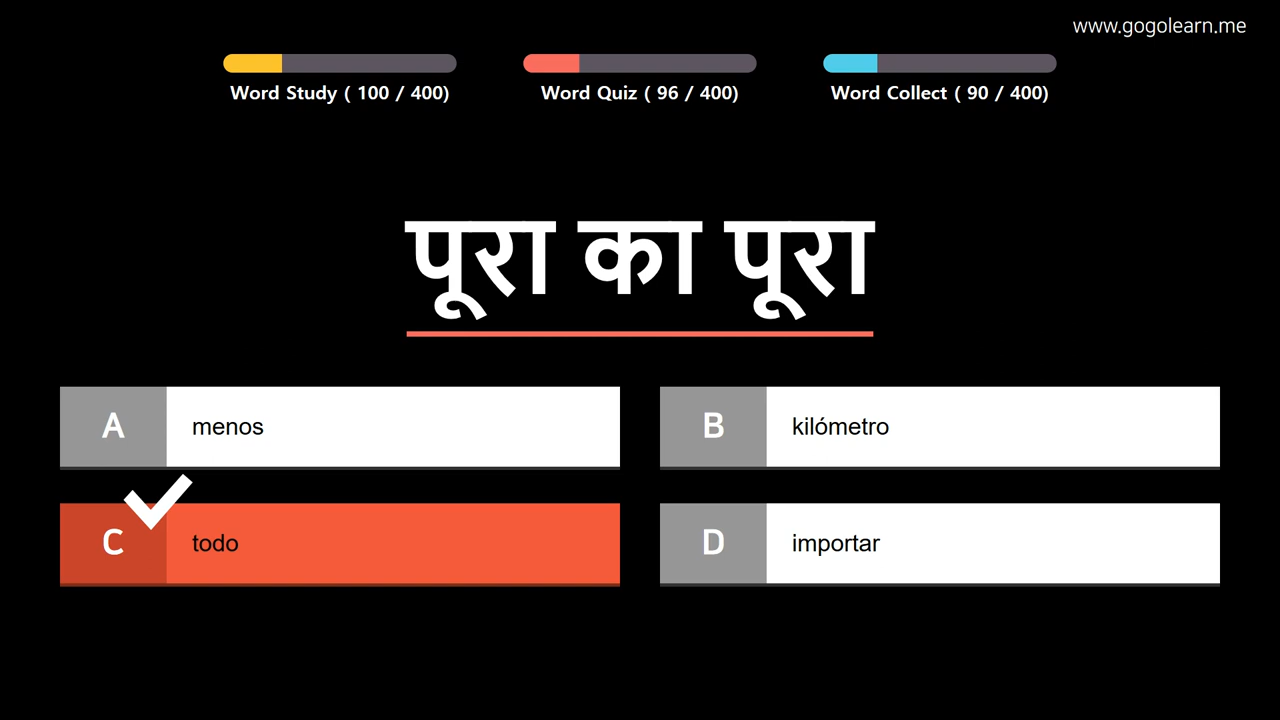 www.gogolearn.me
Word Study ( 100 / 400)
Word Quiz ( 96 / 400)
Word Collect ( 90 / 400)
पूरा का पूरा
A menos
B kilómetro
C todo
D importar